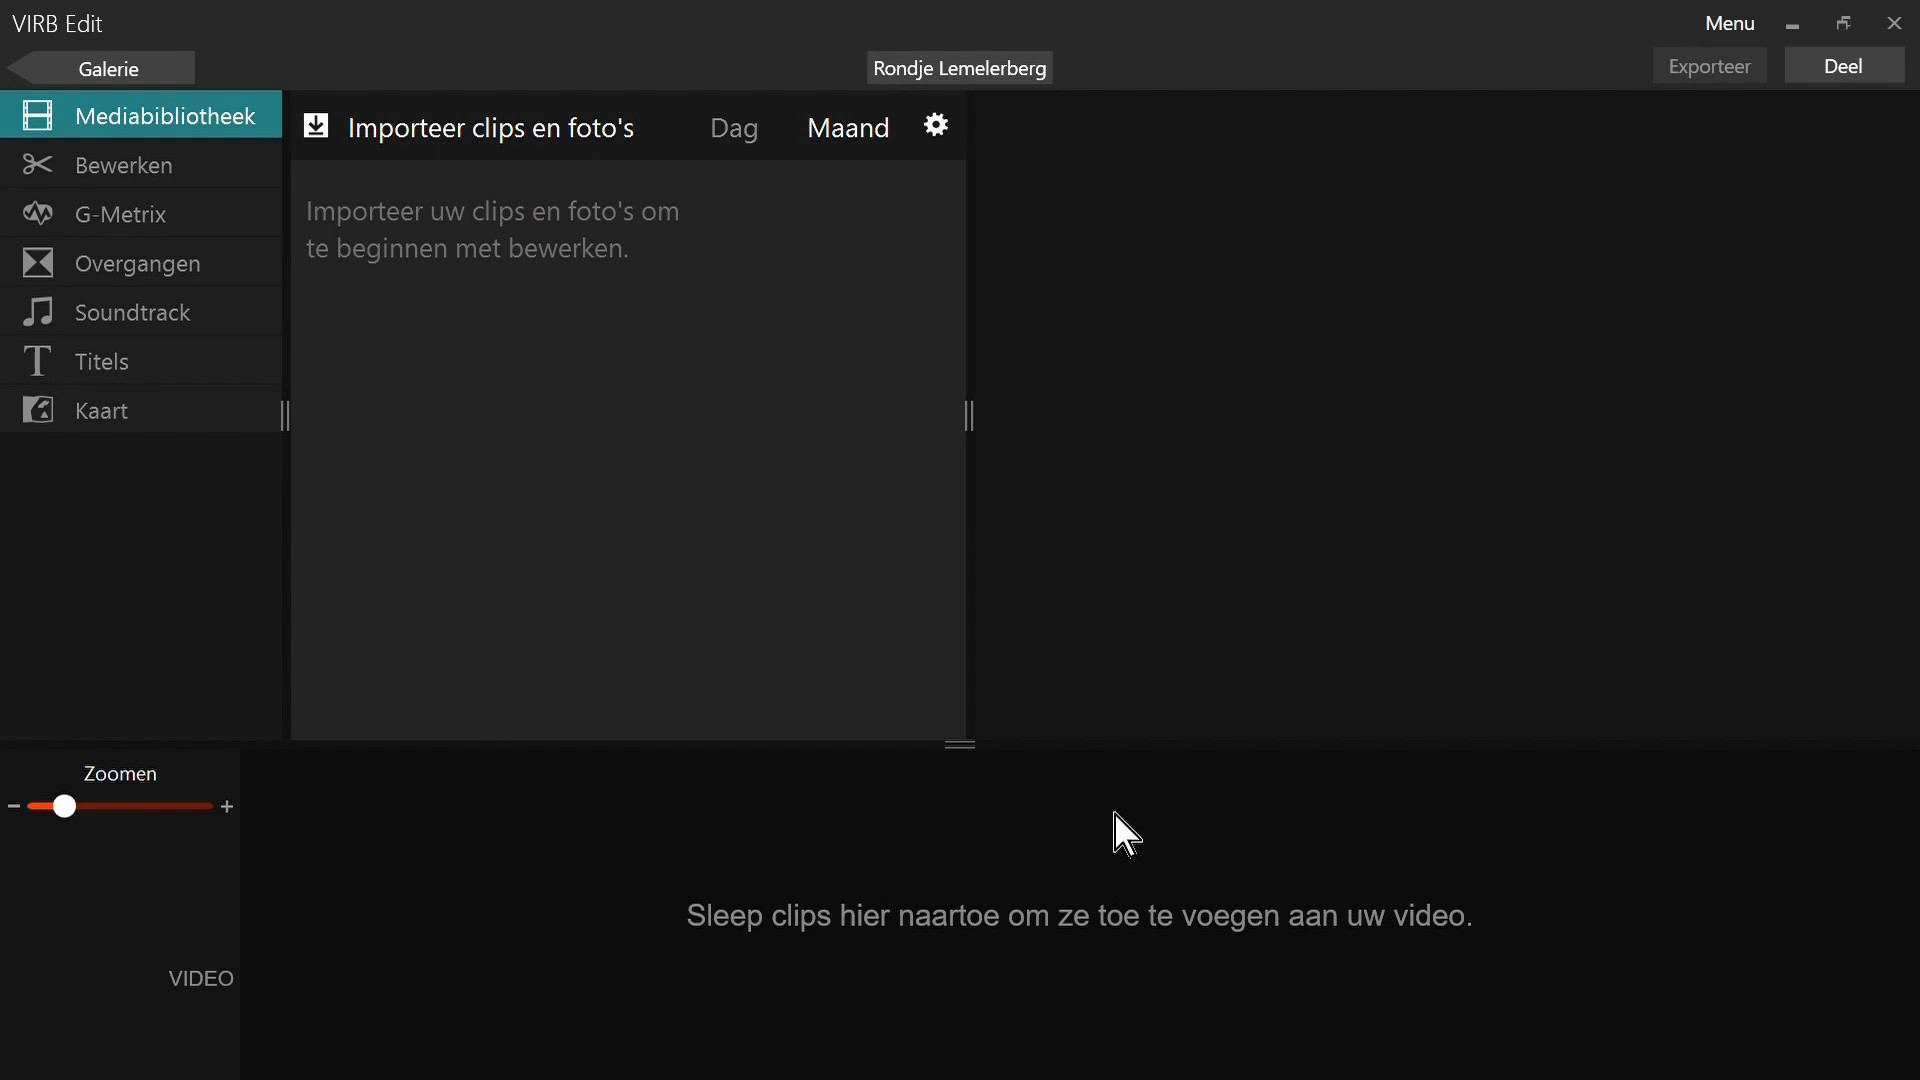 VIRB Edit
Menu
Galerie
Rondje Lemelerberg
Exporteer
Deel
Mediabibliotheek
Importeer clips en foto's
Dag
Maand
Bewerken
G-Metrix
Overgangen
Soundtrack
Titels
Kaart
Importeer uw clips en foto's om
te beginnen met bewerken.
Zoomen
Sleep clips hier naartoe om ze toe te voegen aan uw video.
VIDEO